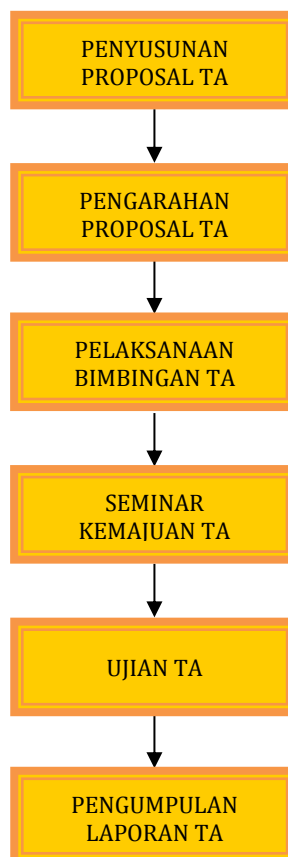 PENYUSUNAN
PROPOSAL TA
PENGARAHAN
PROPOSAL TA
PELAKSANAAN
BIMBINGAN TA
SEMINAR
KEMAJUAN TA
UJIAN TA
PENGUMPULAN
LAPORAN TA